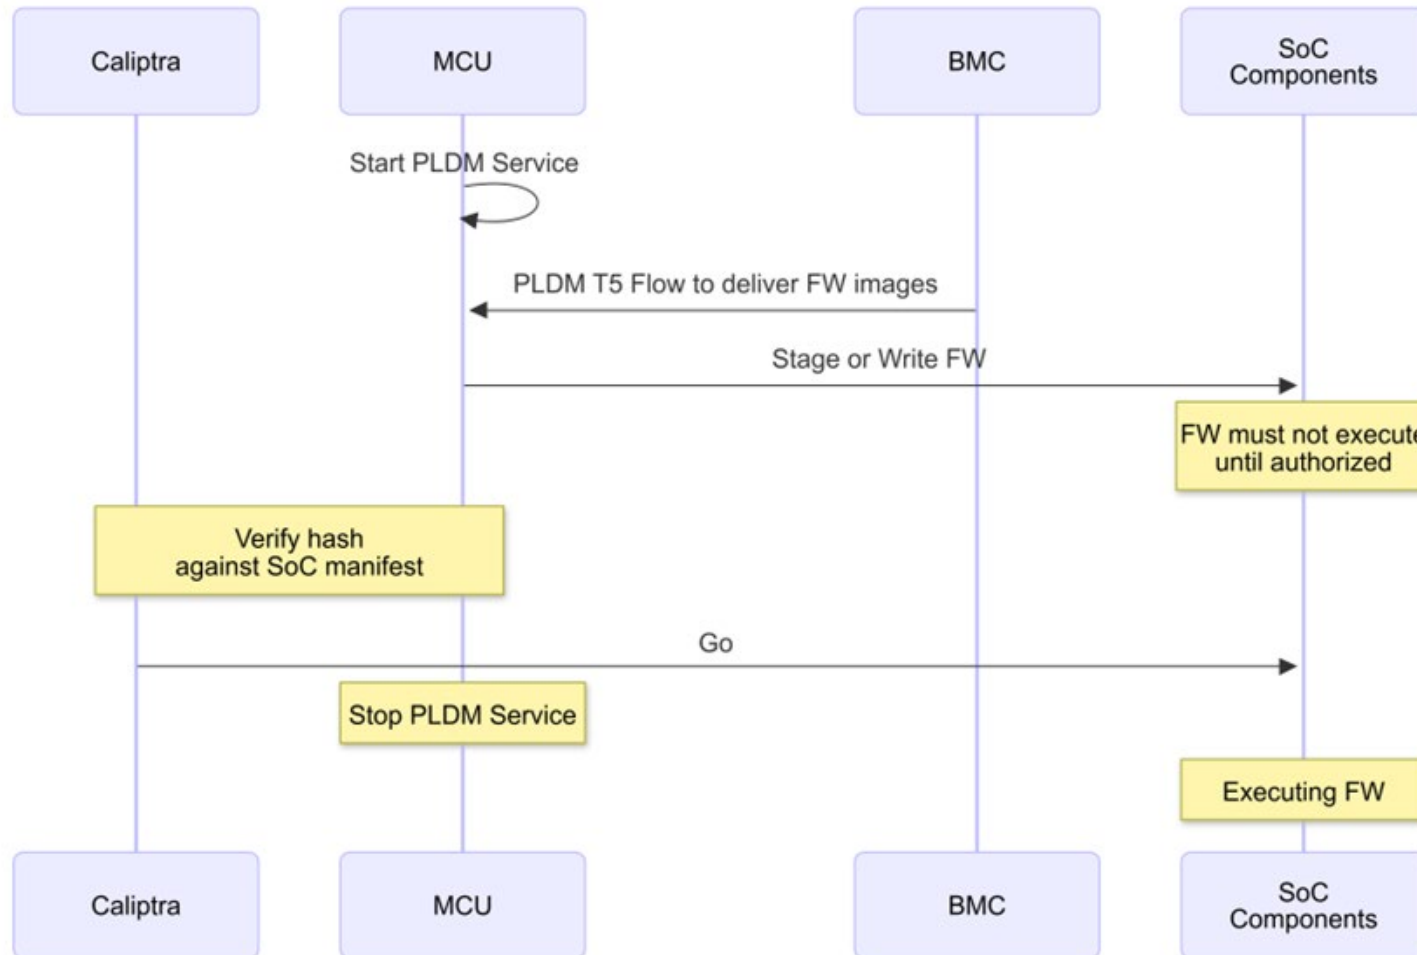 Caliptra
MCU
BMC
SoC
Components
Start PLDM Service
PLDM T5 Flow to deliver FW images
Stage or Write FW
FW must not execute
until authorized
Verify hash
against SoC manifest
Go
Stop PLDM Service
Executing FW
Caliptra
MCU
BMC
SoC
Components